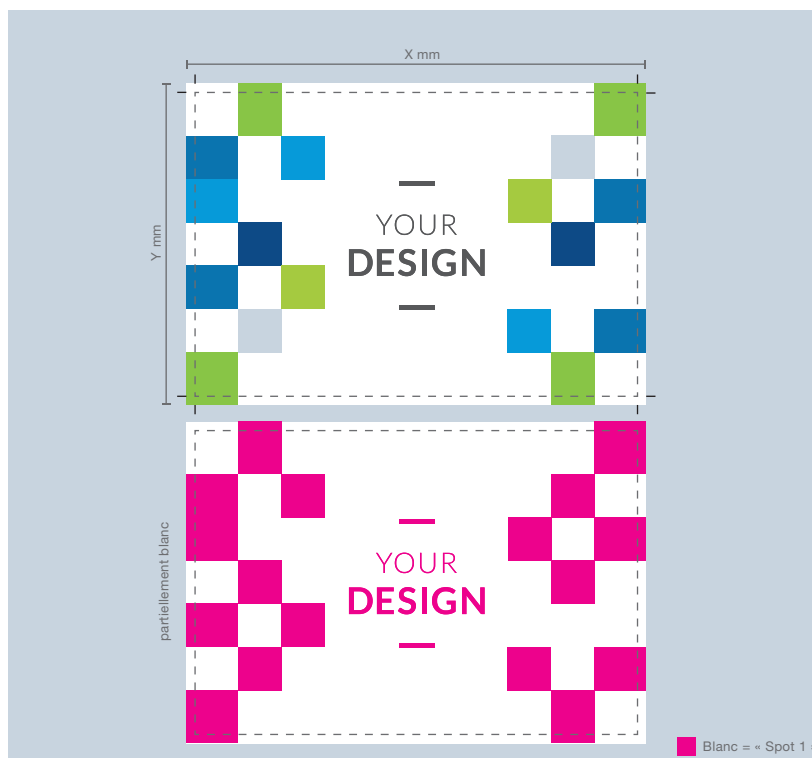 X mm
Y mm
YOUR
DESIGN
partiellement blanc
YOUR
DESIGN
Blanc = « Spot 1 »